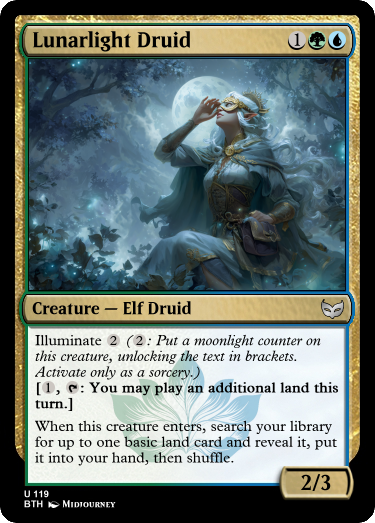 Lunarlight Druid 1
Creature — Elf Druid
Illuminate 2 (2: Put a moonlight counter on
this creature, unlocking the text in brackets.
Activate only as a sorcery.)
[1, : You may play an additional land this
turn.]
When this creature enters, search your library
for up to one basic land card and reveal it, put
it into your hand, then shuffle.
2/3
U 119
BTH Midjourney